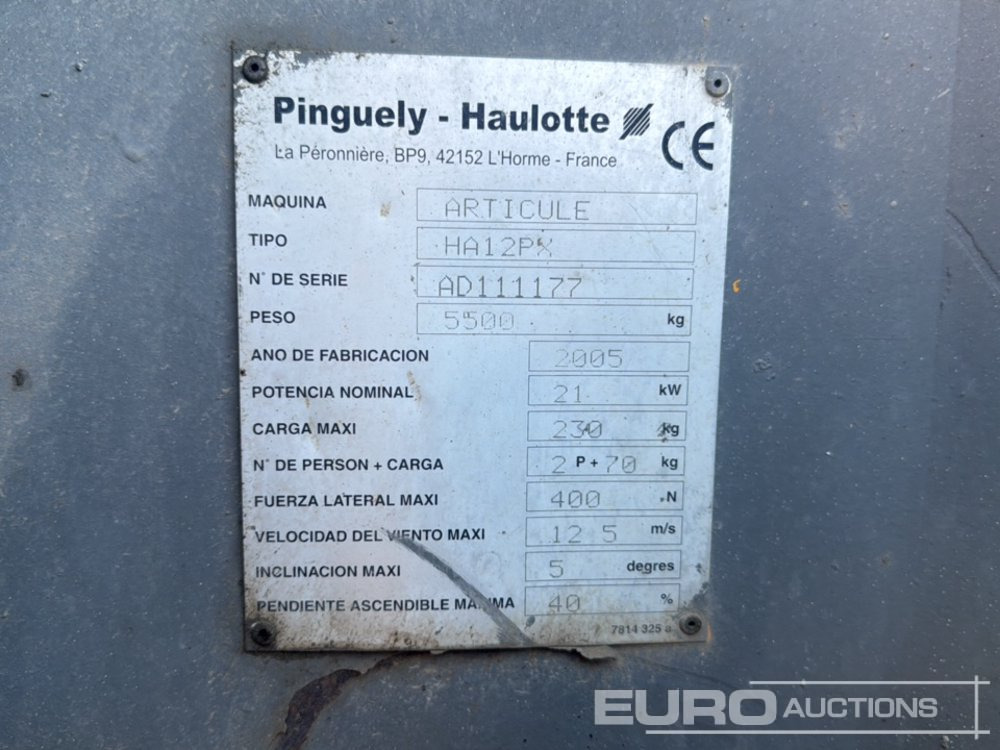 Pinguely - Haulotte
CE
La Péronnière, BP9, 42152 L'Horme - France
MAQUINA ARTICULE
TIPO HA12PX
N° DE SERIE AD111177
PESO 5500 kg
ANO DE FABRICACION 2005
POTENCIA NOMINAL 21 kW
CARGA MAXI 230 kg
N° DE PERSON + CARGA 2 P + 70 kg
FUERZA LATERAL MAXI 400 N
VELOCIDAD DEL VIENTO MAXI 12 5 m/s
INCLINACION MAXI 5 degres
PENDIENTE ASCENDIBLE MAXIMA 40 %
7814 325 a
EURO AUCTIONS